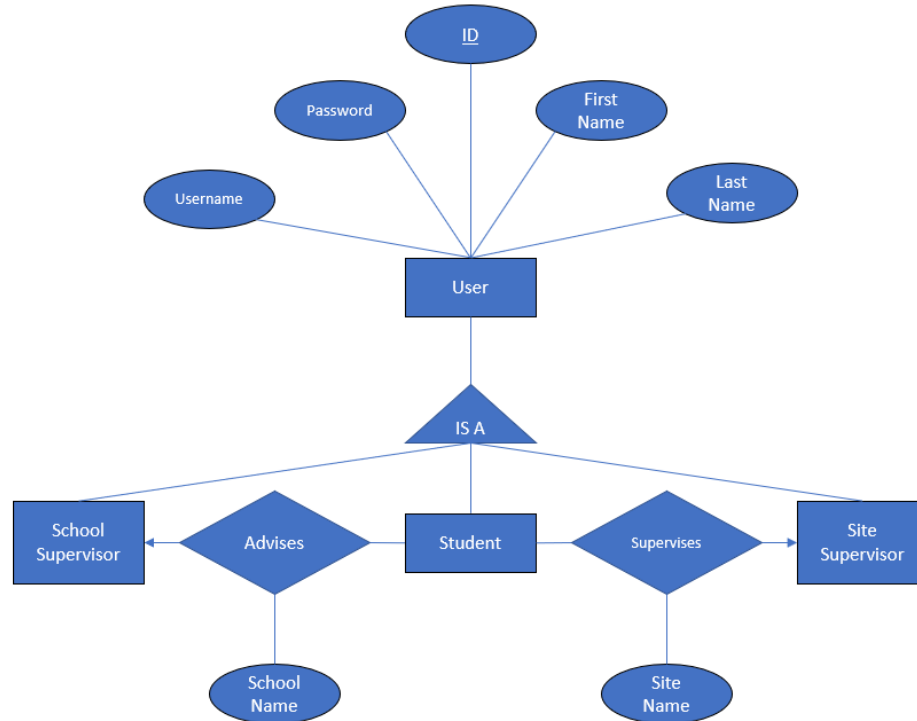 ID
Password
First
Name
Username
Last
Name
User
IS A
School
Supervisor
Advises
Student
Supervises
Site
Supervisor
School
Name
Site
Name